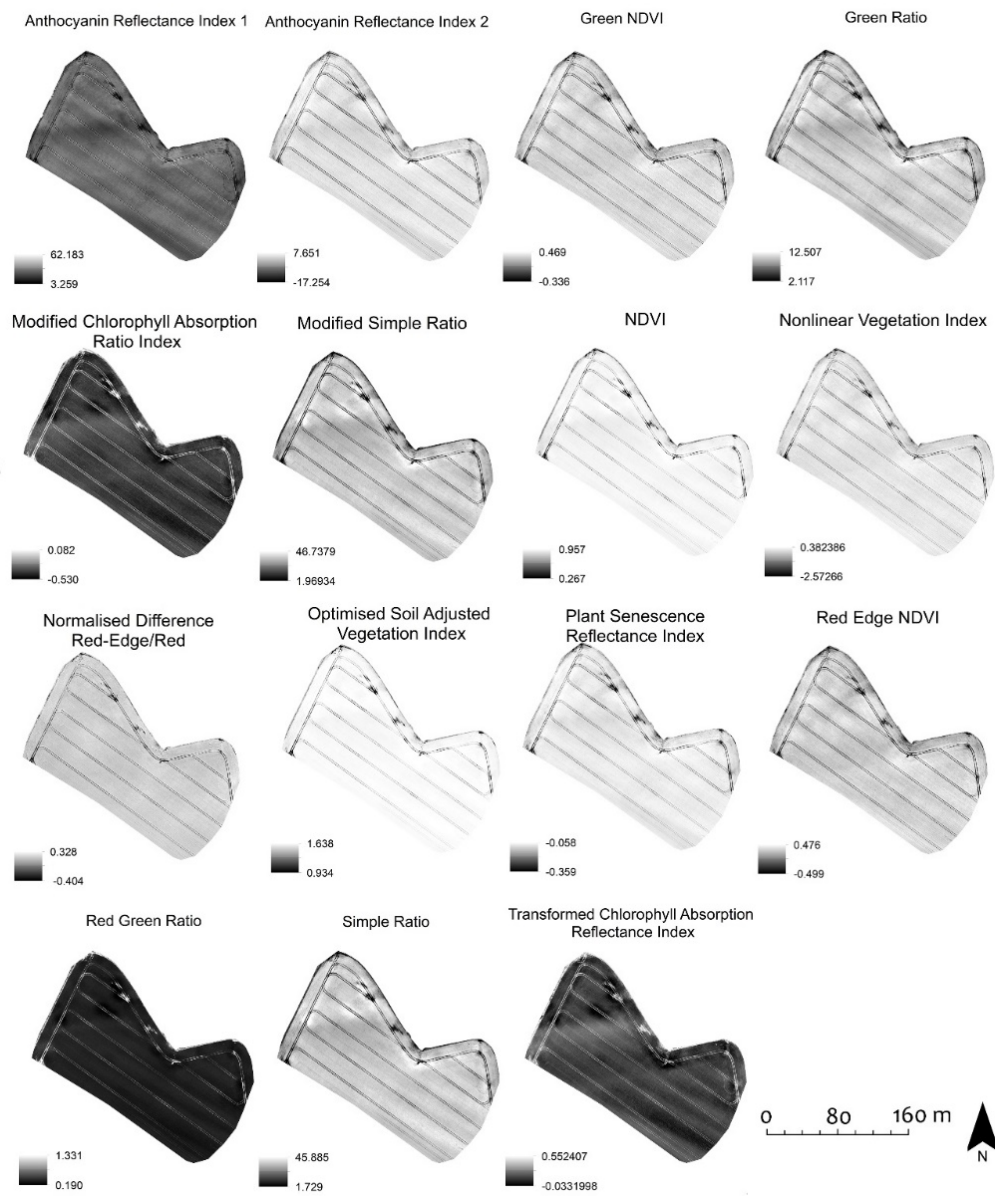 Anthocyanin Reflectance Index 1
Anthocyanin Reflectance Index 2
Green NDVI
Green Ratio
62.183
3.259
7.651
-17.254
0.469
-0.336
12.507
2.117
Modified Chlorophyll Absorption
Ratio Index
Modified Simple Ratio
NDVI
Nonlinear Vegetation Index
0.082
-0.530
46.7379
1.96934
0.957
0.267
0.382386
-2.57266
Normalised Difference
Red-Edge/Red
Optimised Soil Adjusted
Vegetation Index
Plant Senescence
Reflectance Index
Red Edge NDVI
0.328
-0.404
1.638
0.934
-0.058
-0.359
0.476
-0.499
Red Green Ratio
Simple Ratio
Transformed Chlorophyll Absorption
Reflectance Index
1.331
0.190
45.885
1.729
0.552407
-0.0331998
0 80 160 m
N